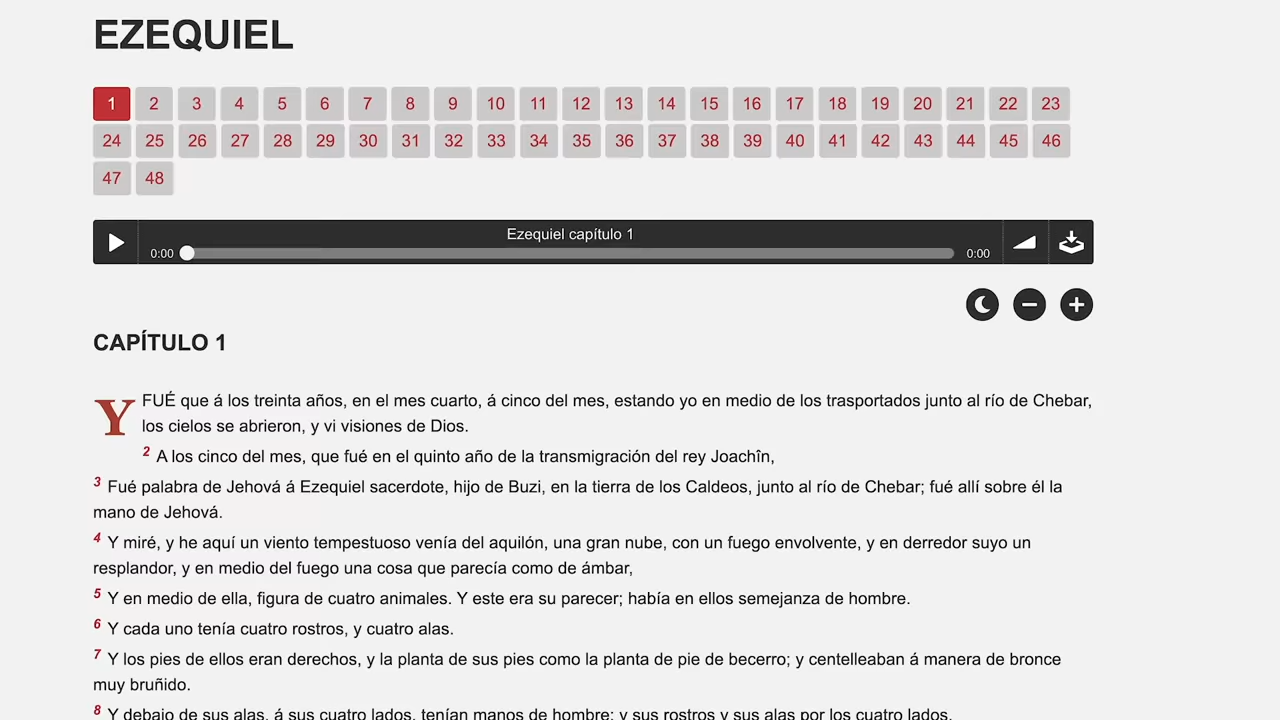 EZEQUIEL
1 2 3 4 5 6 7 8 9 10 11 12 13 14 15 16 17 18 19 20 21 22 23
24 25 26 27 28 29 30 31 32 33 34 35 36 37 38 39 40 41 42 43 44 45 46
47 48
Ezequiel capítulo 1
0:00 0:00
CAPÍTULO 1
Y FUÉ que á los treinta años, en el mes cuarto, á cinco del mes, estando yo en medio de los trasportados junto al río de Chebar,
los cielos se abrieron, y vi visiones de Dios.
2 A los cinco del mes, que fué en el quinto año de la transmigración del rey Joachîn,
3 Fué palabra de Jehová á Ezequiel sacerdote, hijo de Buzi, en la tierra de los Caldeos, junto al río de Chebar; fué allí sobre él la
mano de Jehová.
4 Y miré, y he aquí un viento tempestuoso venía del aquilón, una gran nube, con un fuego envolvente, y en derredor suyo un
resplandor, y en medio del fuego una cosa que parecía como de ámbar,
5 Y en medio de ella, figura de cuatro animales. Y este era su parecer; había en ellos semejanza de hombre.
6 Y cada uno tenía cuatro rostros, y cuatro alas.
7 Y los pies de ellos eran derechos, y la planta de sus pies como la planta de pie de becerro; y centelleaban á manera de bronce
muy bruñido.
8 Y debajo de sus alas, á sus cuatro lados, tenían manos de hombre; y sus rostros y sus alas por los cuatro lados.